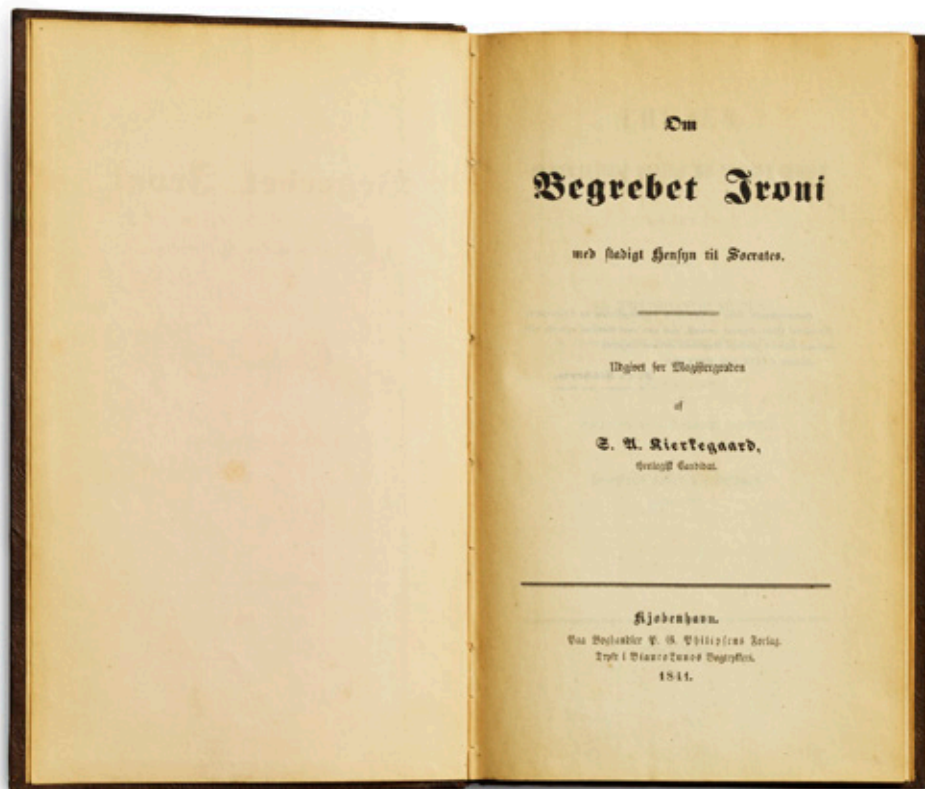 Om
Begrebet Ironi
med stadigt Hensyn til Socrates.
Udgivet for Magistergraden
af
S. A. Kierkegaard,
theologisk Candidat.
Kjøbenhavn.
Paa Boghandler P. G. Philipsens Forlag.
Trykt i Bianco Lunos Bogtrykkeri.
1841.